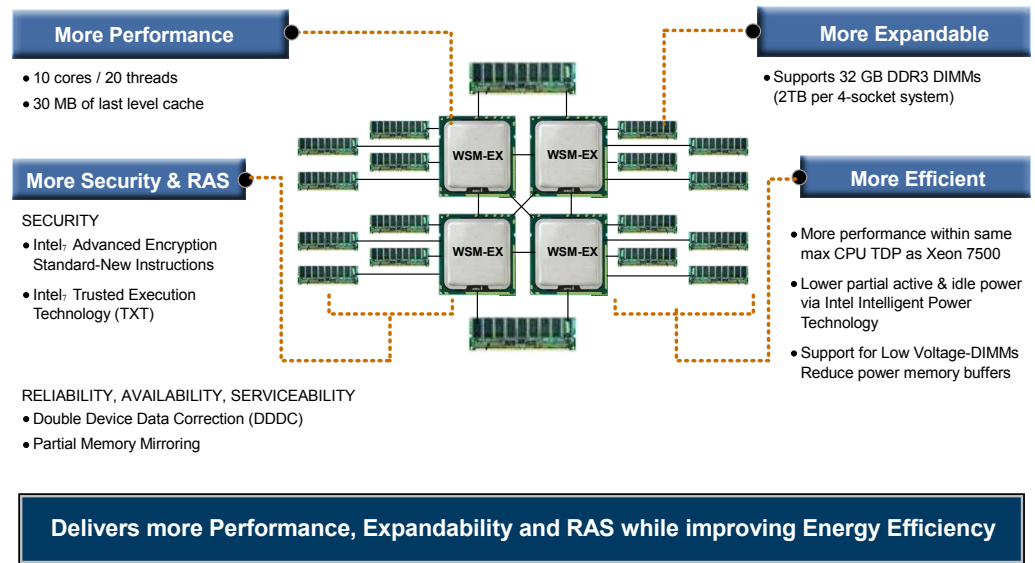 More Performance
• 10 cores / 20 threads
• 30 MB of last level cache
More Expandable
• Supports 32 GB DDR3 DIMMs
(2TB per 4-socket system)
WSM-EX
WSM-EX
WSM-EX
WSM-EX
More Security & RAS
SECURITY
• Intel₇ Advanced Encryption
Standard-New Instructions
• Intel₇ Trusted Execution
Technology (TXT)
RELIABILITY, AVAILABILITY, SERVICEABILITY
• Double Device Data Correction (DDDC)
• Partial Memory Mirroring
More Efficient
• More performance within same
max CPU TDP as Xeon 7500
• Lower partial active & idle power
via Intel Intelligent Power
Technology
• Support for Low Voltage-DIMMs
Reduce power memory buffers
Delivers more Performance, Expandability and RAS while improving Energy Efficiency